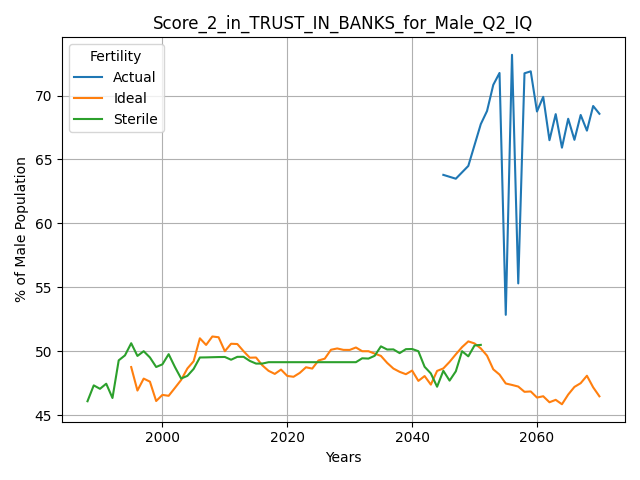 Score_2_in_TRUST_IN_BANKS_for_Male_Q2_IQ
Fertility
Actual
Ideal
Sterile
% of Male Population
70
65
60
55
50
45
2000
2020
2040
2060
Years